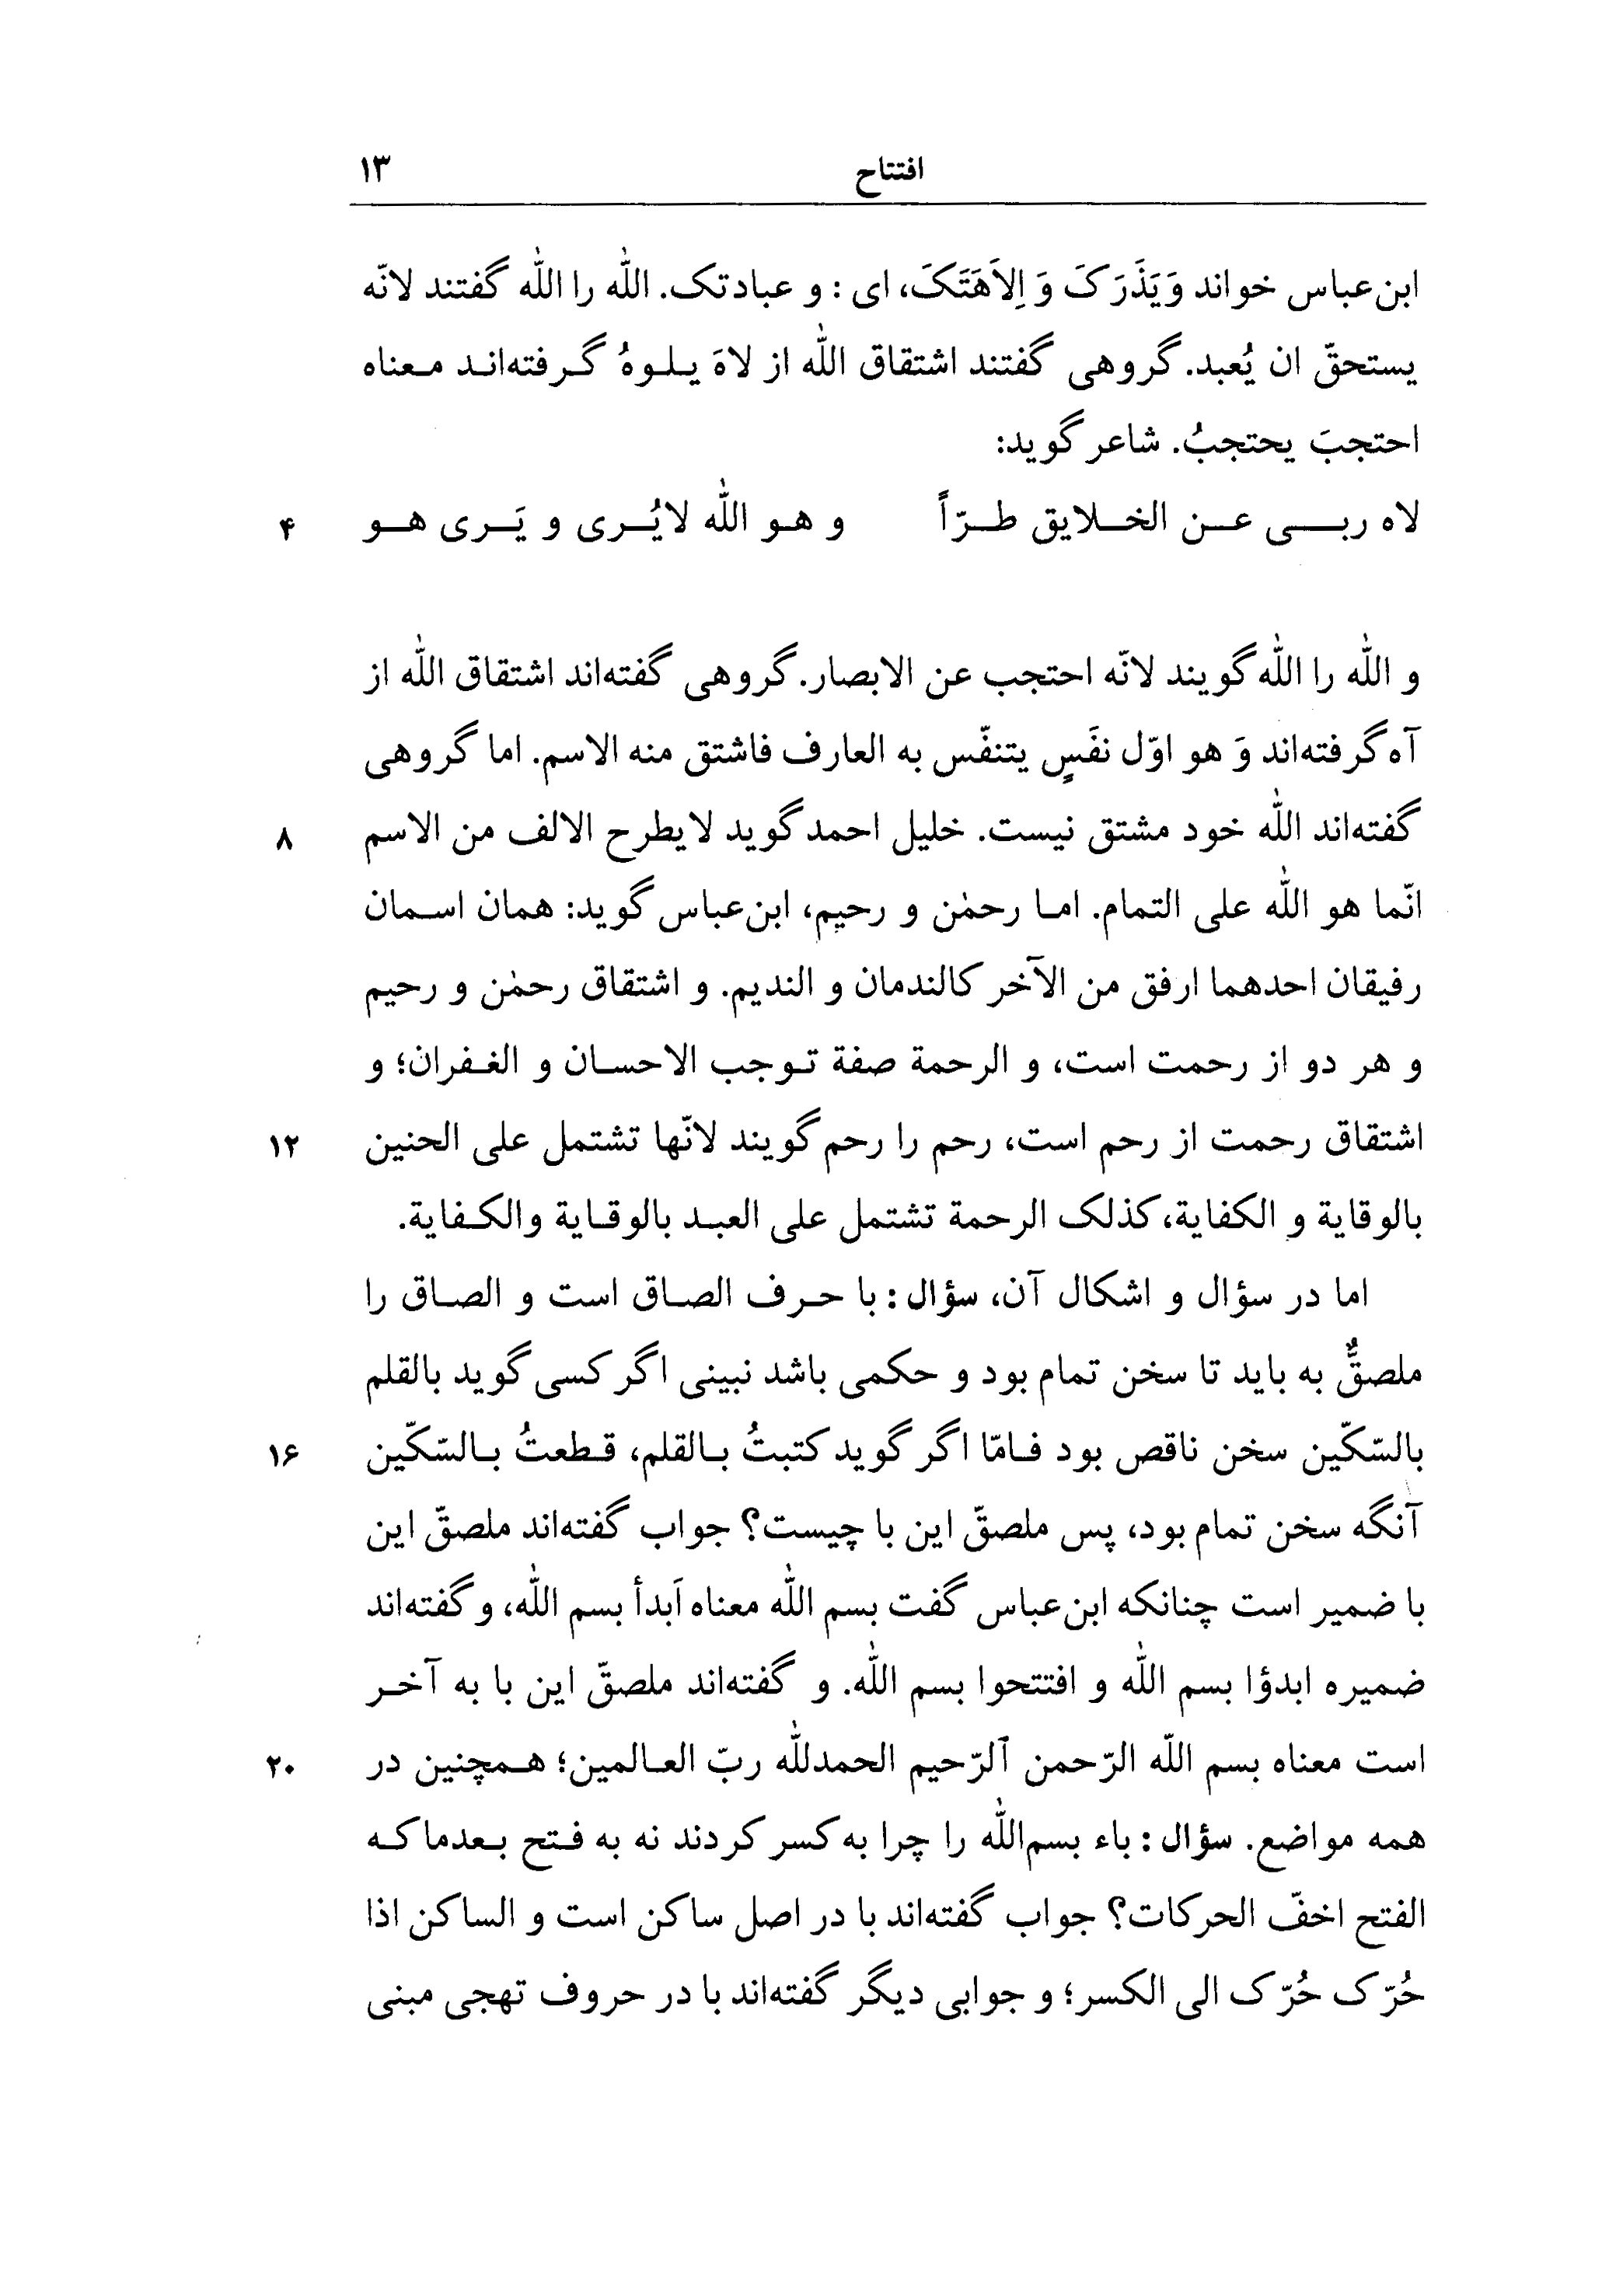 افتتاح ۱۳
ابن‌عباس خواند وَيَذَرَكَ وَ اِلاَهَتَكَ، ای : و عبادتک. اللّٰه را اللّٰه گفتند لانّه
یستحقّ ان یُعبد. گروهی گفتند اشتقاق اللّٰه از لاهَ یلوهُ گرفته‌اند معناه
احتجبَ یحتجبُ. شاعر گوید:
لاه ربی عن الخلایق طرّاً و هو اللّٰه لایُری و یَری هو ۴
و اللّٰه را اللّٰه گویند لانّه احتجب عن الابصار. گروهی گفته‌اند اشتقاق اللّٰه از
آه گرفته‌اند وَ هو اوّل نفَسٍ یتنفّس به العارف فاشتق منه الاسم. اما گروهی
گفته‌اند اللّٰه خود مشتق نیست. خلیل احمد گوید لایطرح الالف من الاسم ۸
انّما هو اللّٰه علی التمام. اما رحمٰن و رحیم، ابن‌عباس گوید: همان اسمان
رفیقان احدهما ارفق من الآخر کالندمان و الندیم. و اشتقاق رحمٰن و رحیم
و هر دو از رحمت است، و الرحمة صفة توجب الاحسان و الغفران؛ و
اشتقاق رحمت از رحم است، رحم را رحم گویند لانّها تشتمل علی الحنین ۱۲
بالوقایة و الکفایة، کذلک الرحمة تشتمل علی العبد بالوقایة والکفایة.
اما در سؤال و اشکال آن، سؤال : با حرف الصاق است و الصاق را
ملصقٌّ به باید تا سخن تمام بود و حکمی باشد نبینی اگر کسی گوید بالقلم
بالسّکّین سخن ناقص بود فامّا اگر گوید کتبتُ بالقلم، قطعتُ بالسّکّین ۱۶
آنگه سخن تمام بود، پس ملصقّ این با چیست؟ جواب گفته‌اند ملصقّ این
با ضمیر است چنانکه ابن‌عباس گفت بسم اللّٰه معناه اَبدأ بسم اللّٰه، و گفته‌اند
ضمیره ابدؤا بسم اللّٰه و افتتحوا بسم اللّٰه. و گفته‌اند ملصقّ این با به آخر
است معناه بسم اللّه الرّحمن آلرّحیم الحمدللّٰه ربّ العالمین؛ همچنین در ۲۰
همه مواضع. سؤال : باء بسم‌اللّٰه را چرا به کسر کردند نه به فتح بعدما که
الفتح اخفّ الحرکات؟ جواب گفته‌اند با در اصل ساکن است و الساکن اذا
حُرّک حُرّک الی الکسر؛ و جوابی دیگر گفته‌اند با در حروف تهجی مبنی